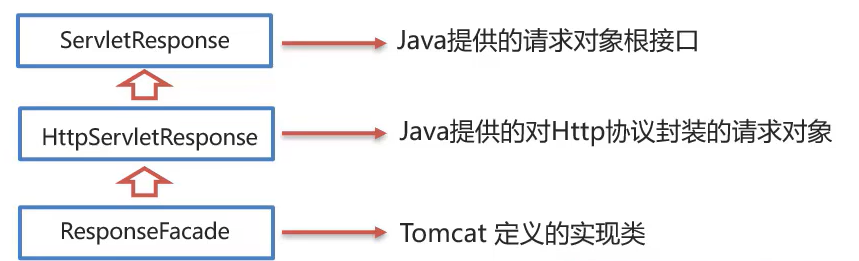 ServletResponse
Java提供的请求对象根接口
HttpServletResponse
Java提供的对Http协议封装的请求对象
ResponseFacade
Tomcat 定义的实现类